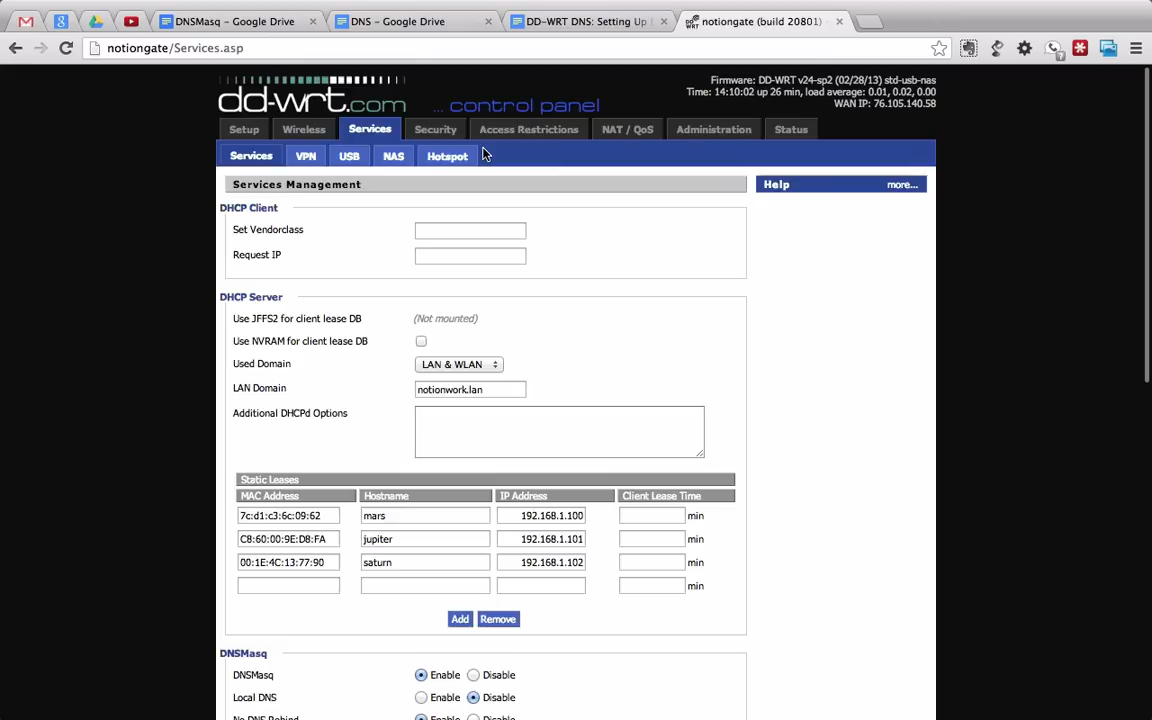 DNSMasq – Google Drive × DNS – Google Drive × DD–WRT DNS: Setting Up × notiongate (build 20801) ×
notiongate/Services.asp
Firmware: DD-WRT v24-sp2 (02/28/13) std-usb-nas
Time: 14:10:02 up 26 min, load average: 0.01, 0.02, 0.00
WAN IP: 76.105.140.58
dd-wrt.com ... control panel
Setup Wireless Services Security Access Restrictions NAT / QoS Administration Status
Services VPN USB NAS Hotspot
Services Management
Help more...
DHCP Client
Set Vendorclass
Request IP
DHCP Server
Use JFFS2 for client lease DB (Not mounted)
Use NVRAM for client lease DB
Used Domain LAN & WLAN
LAN Domain notionwork.lan
Additional DHCPd Options
Static Leases
MAC Address Hostname IP Address Client Lease Time
7c:d1:c3:6c:09:62 mars 192.168.1.100 min
C8:60:00:9E:D8:FA jupiter 192.168.1.101 min
00:1E:4C:13:77:90 saturn 192.168.1.102 min
min
Add Remove
DNSMasq
DNSMasq Enable Disable
Local DNS Enable Disable
No DNS Rebind Enable Disable